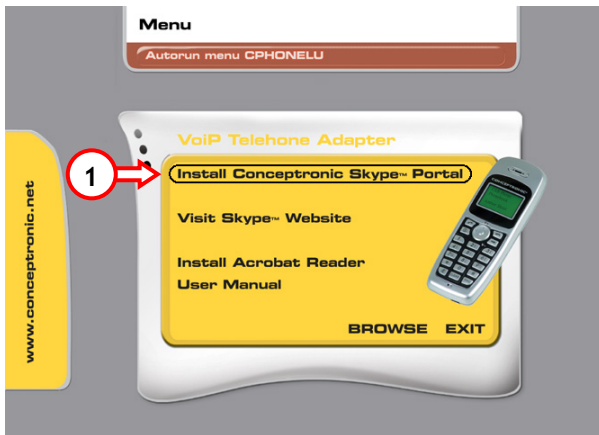 Menu
Autorun menu CPHONELU
www.conceptronic.net
VoiP Telehone Adapter
1
Install Conceptronic Skype™ Portal
Visit Skype™ Website
Install Acrobat Reader
User Manual
BROWSE EXIT